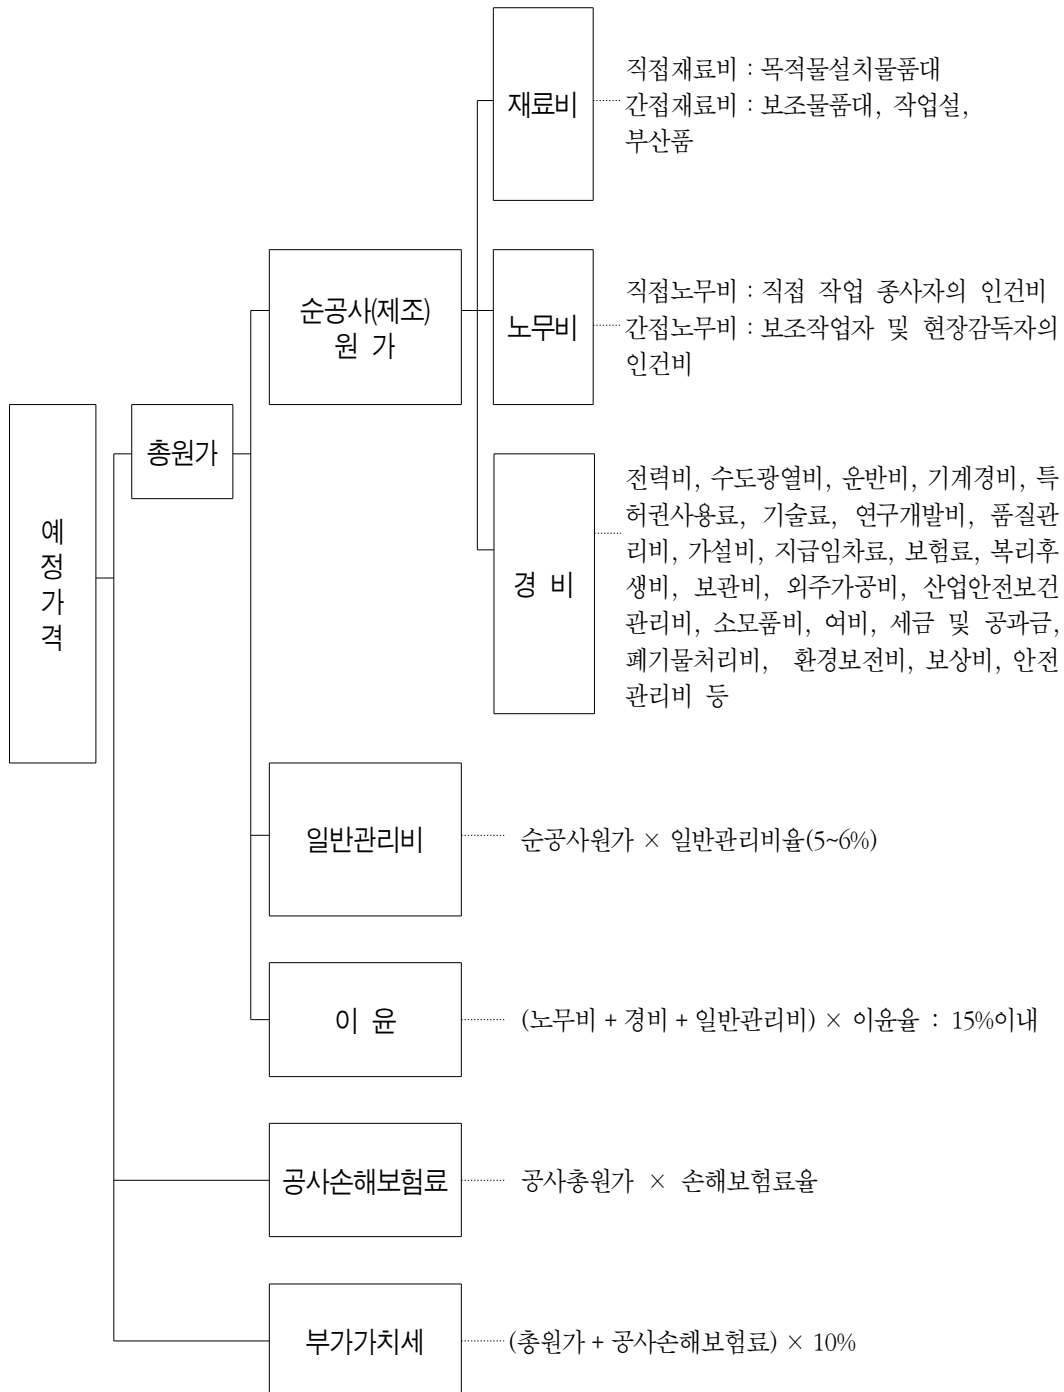 재료비
직접재료비 : 목적물설치물품대
간접재료비 : 보조물품대, 작업설,
부산품
순공사(제조)
원 가
노무비
직접노무비 : 직접 작업 종사자의 인건비
간접노무비 : 보조작업자 및 현장감독자의
인건비
예
정
가
격
총원가
경 비
전력비, 수도광열비, 운반비, 기계경비, 특
허권사용료, 기술료, 연구개발비, 품질관
리비, 가설비, 지급임차료, 보험료, 복리후
생비, 보관비, 외주가공비, 산업안전보건
관리비, 소모품비, 여비, 세금 및 공과금,
폐기물처리비, 환경보전비, 보상비, 안전
관리비 등
일반관리비
순공사원가 × 일반관리비율(5~6%)
이 윤
(노무비 + 경비 + 일반관리비) × 이윤율 : 15%이내
공사손해보험료
공사총원가 × 손해보험료율
부가가치세
(총원가 + 공사손해보험료) × 10%